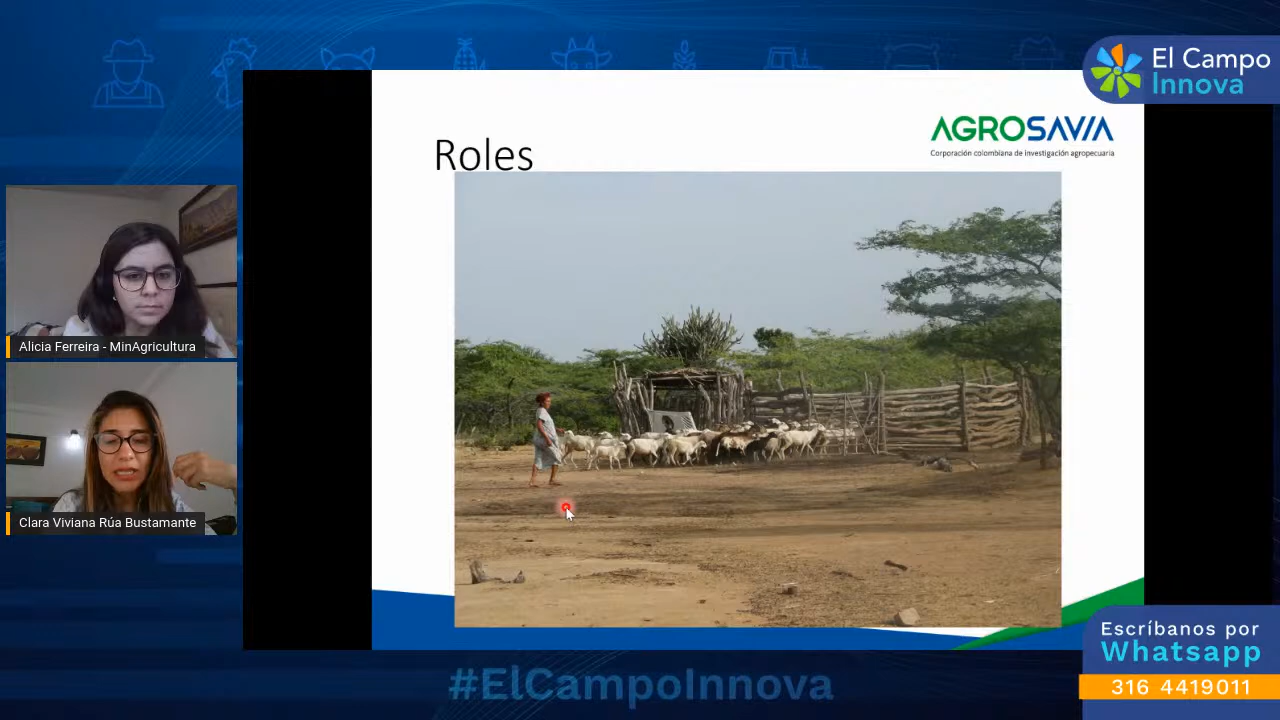 El Campo
Innova
AGROSAVIA
Corporación colombiana de investigación agropecuaria
Roles
Alicia Ferreira - MinAgricultura
Clara Viviana Rúa Bustamante
Escríbanos por
Whatsapp
316 4419011
#ElCampoInnova